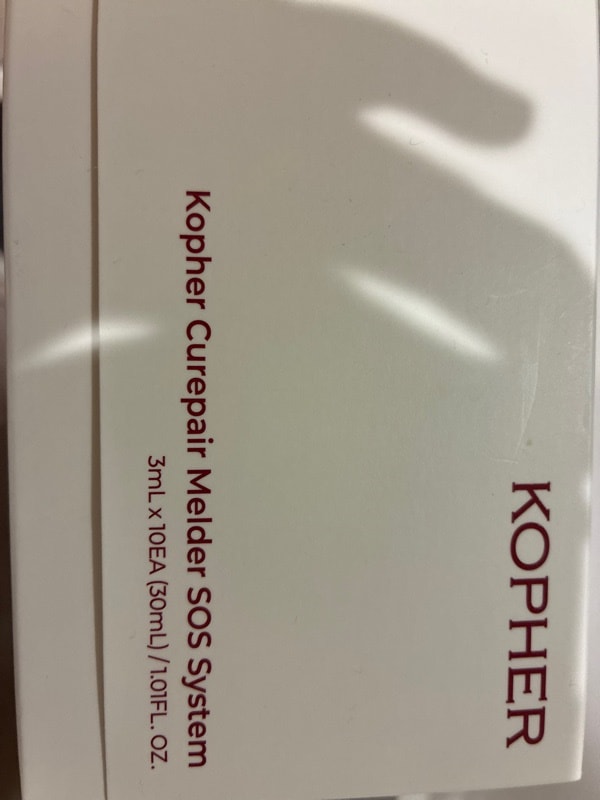 KOPHER
Kopher Curepair Melder SOS System
3mL x 10EA (30mL) / 1.01FL. OZ.